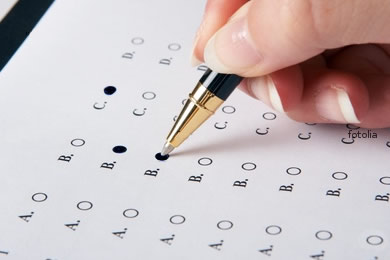 D. D. D
C. C. C. C. C. C.
B. B. B. B. B. B. B. B.
A. A. A. A. A. A. A.
fotolia